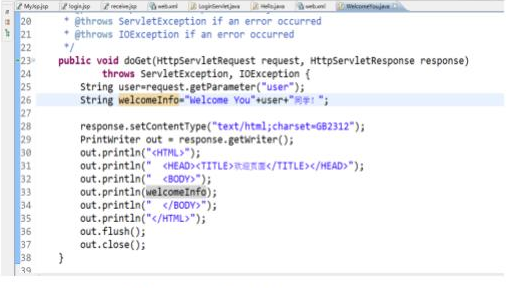 MyJsp.jsp login.jsp receive.jsp web.xml LoginServlet.java Hello.java web.xml WelcomeYou.java
20 * @throws ServletException if an error occurred
21 * @throws IOException if an error occurred
22 */
23 public void doGet(HttpServletRequest request, HttpServletResponse response)
24 throws ServletException, IOException {
25 String user=request.getParameter("user");
26 String welcomeInfo="Welcome You"+user+"同学!";
27
28 response.setContentType("text/html;charset=GB2312");
29 PrintWriter out = response.getWriter();
30 out.println("<HTML>");
31 out.println(" <HEAD><TITLE>欢迎页面</TITLE></HEAD>");
32 out.println(" <BODY>");
33 out.println(welcomeInfo);
34 out.println(" </BODY>");
35 out.println("</HTML>");
36 out.flush();
37 out.close();
38 }
39